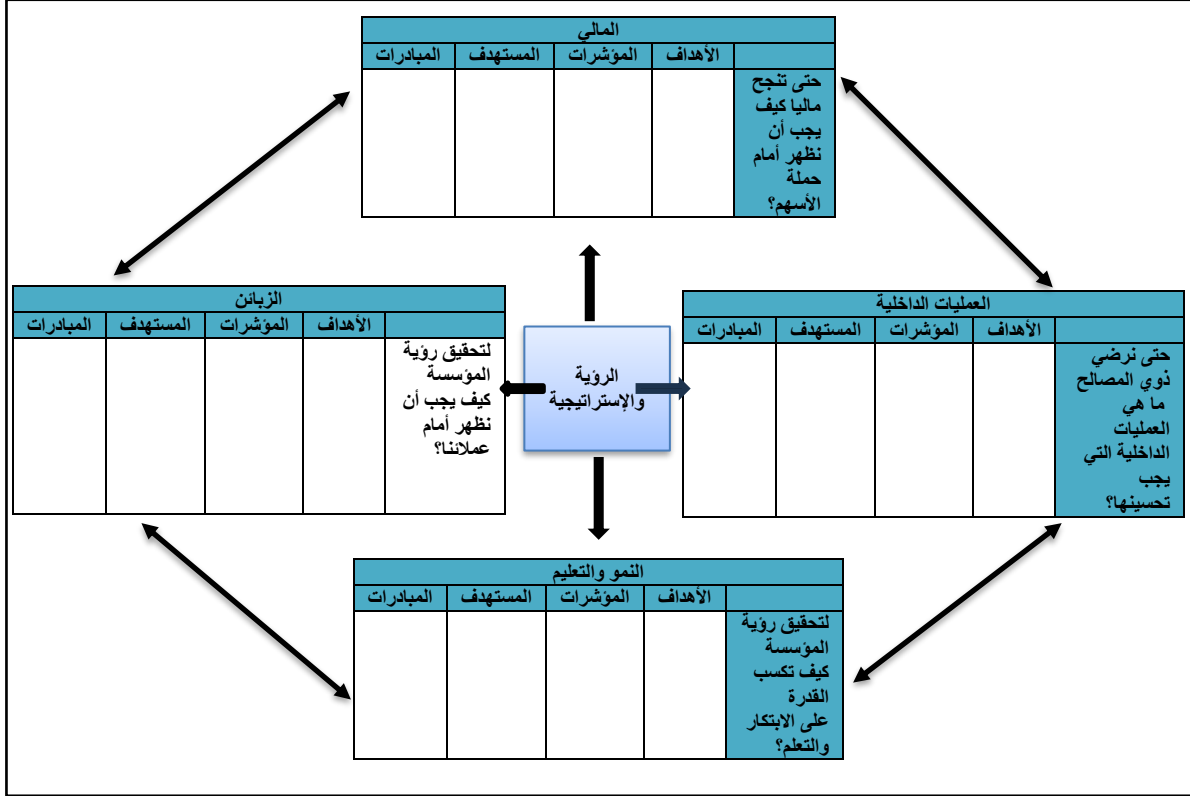 المالي
الأهداف المؤشرات المستهدف المبادرات
حتى تنجح
ماليا كيف
يجب أن
نظهر أمام
حملة
الأسهم؟
العمليات الداخلية
الأهداف المؤشرات المستهدف المبادرات
حتى نرضي
ذوي المصالح
ما هي
العمليات
الداخلية التي
يجب
تحسينها؟
الرؤية
والإستراتيجية
الزبائن
الأهداف المؤشرات المستهدف المبادرات
لتحقيق رؤية
المؤسسة
كيف يجب أن
نظهر أمام
عملائنا؟
النمو والتعليم
الأهداف المؤشرات المستهدف المبادرات
لتحقيق رؤية
المؤسسة
كيف تكسب
القدرة
على الابتكار
والتعلم؟